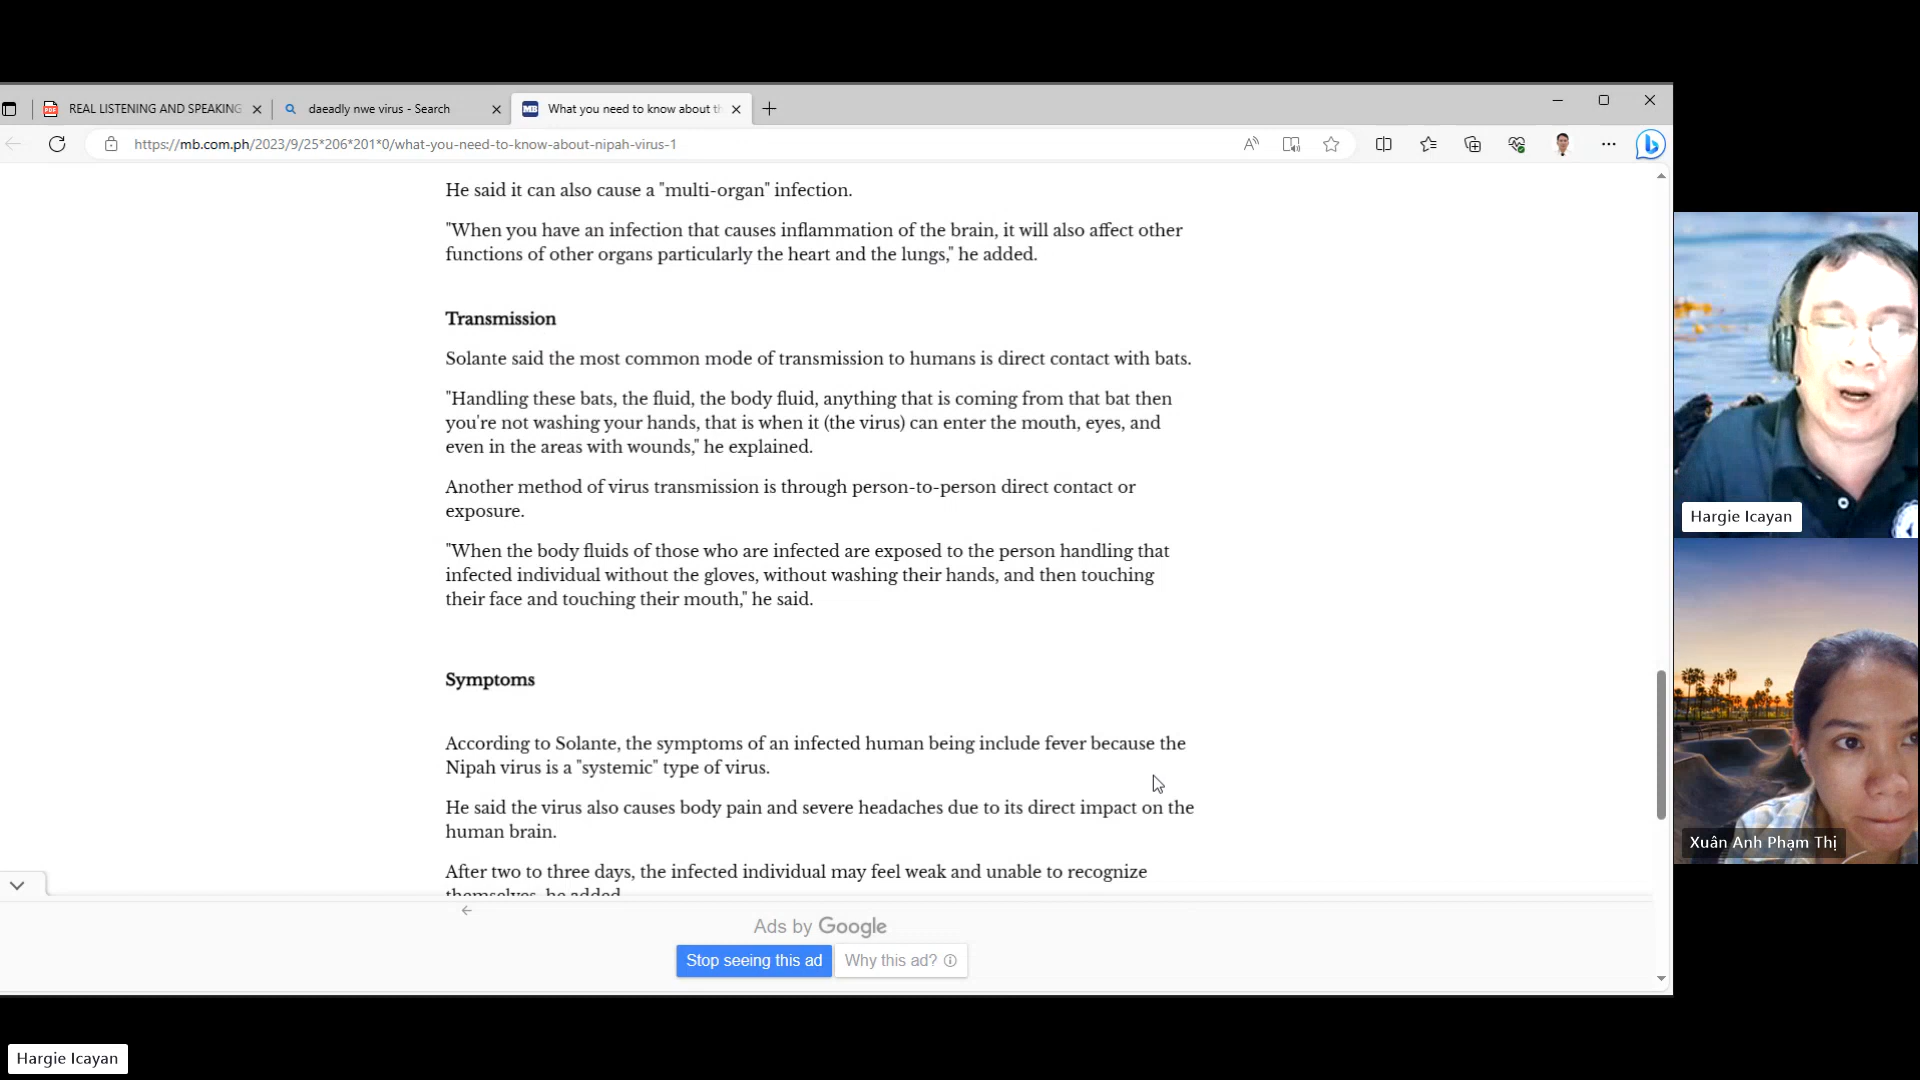 REAL LISTENING AND SPEAKING
daeadly nwe virus - Search
What you need to know about th
https://mb.com.ph/2023/9/25*206*201*0/what-you-need-to-know-about-nipah-virus-1
He said it can also cause a "multi-organ" infection.
"When you have an infection that causes inflammation of the brain, it will also affect other
functions of other organs particularly the heart and the lungs," he added.
Transmission
Solante said the most common mode of transmission to humans is direct contact with bats.
"Handling these bats, the fluid, the body fluid, anything that is coming from that bat then
you're not washing your hands, that is when it (the virus) can enter the mouth, eyes, and
even in the areas with wounds," he explained.
Another method of virus transmission is through person-to-person direct contact or
exposure.
"When the body fluids of those who are infected are exposed to the person handling that
infected individual without the gloves, without washing their hands, and then touching
their face and touching their mouth," he said.
Symptoms
According to Solante, the symptoms of an infected human being include fever because the
Nipah virus is a "systemic" type of virus.
He said the virus also causes body pain and severe headaches due to its direct impact on the
human brain.
After two to three days, the infected individual may feel weak and unable to recognize
themselves, he added.
Ads by Google
Stop seeing this ad
Why this ad?
Hargie Icayan
Xuân Anh Phạm Thị
Hargie Icayan